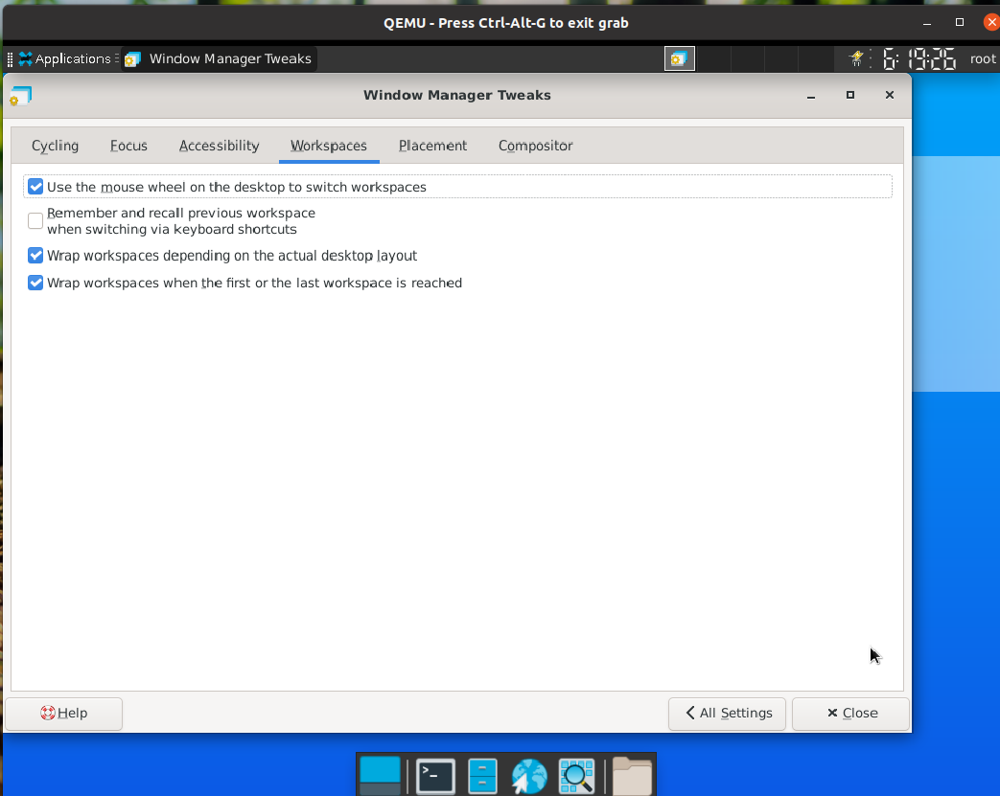 QEMU - Press Ctrl-Alt-G to exit grab
Applications
Window Manager Tweaks
6:19:26
root
Window Manager Tweaks
Cycling
Focus
Accessibility
Workspaces
Placement
Compositor
Use the mouse wheel on the desktop to switch workspaces
Remember and recall previous workspace
when switching via keyboard shortcuts
Wrap workspaces depending on the actual desktop layout
Wrap workspaces when the first or the last workspace is reached
Help
All Settings
Close